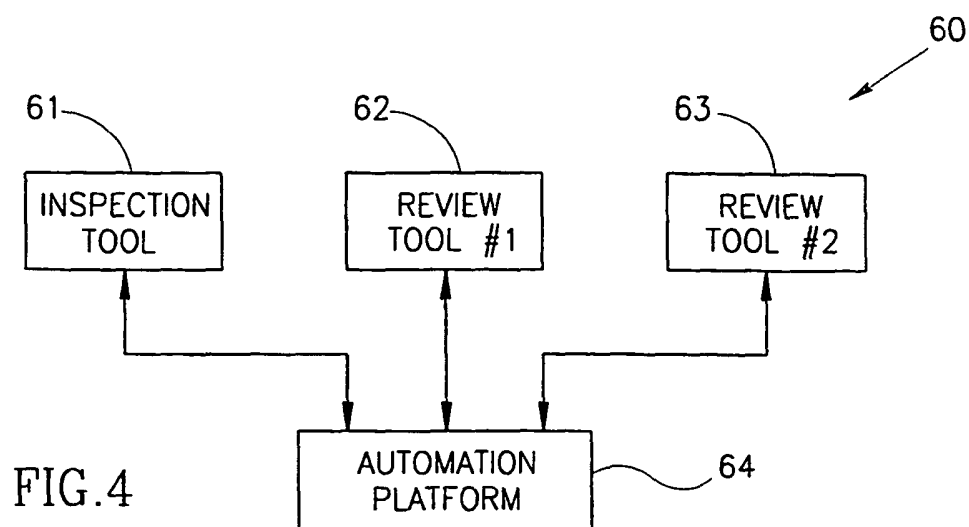 60
61
62
63
INSPECTION
TOOL
REVIEW
TOOL #1
REVIEW
TOOL #2
AUTOMATION
PLATFORM
64
FIG.4